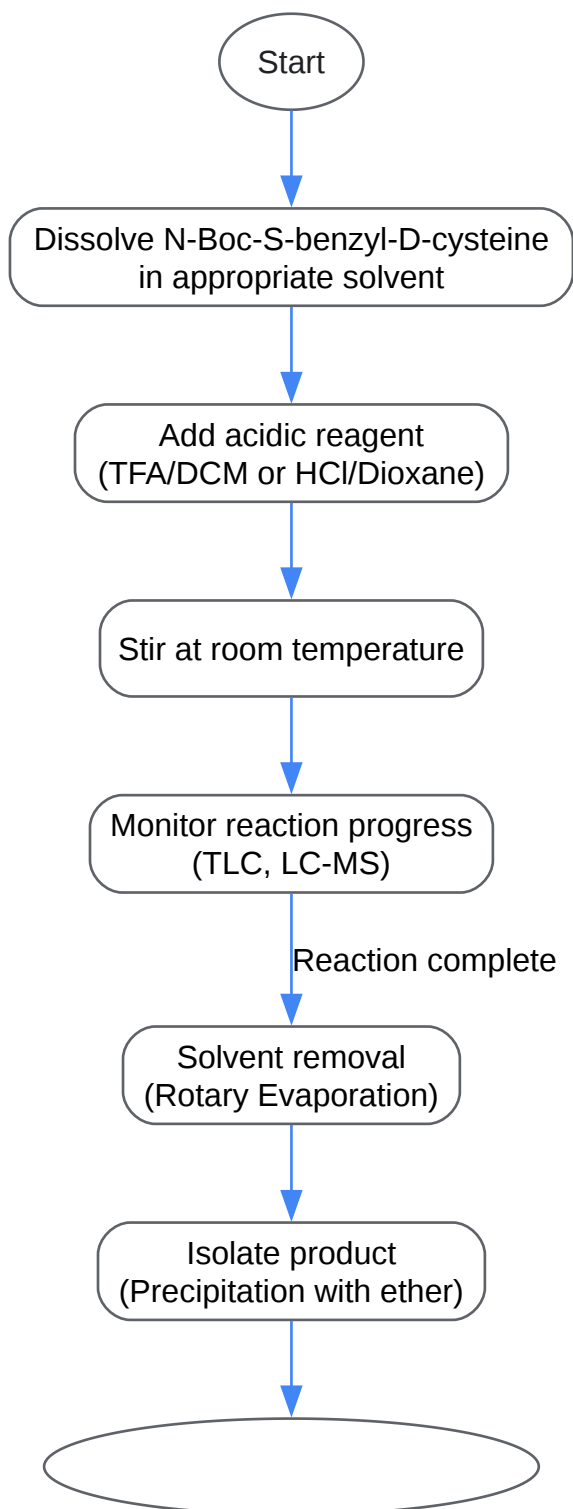 Start
Dissolve N-Boc-S-benzyl-D-cysteine
in appropriate solvent
Add acidic reagent
(TFA/DCM or HCl/Dioxane)
Stir at room temperature
Monitor reaction progress
(TLC, LC-MS)
Reaction complete
Solvent removal
(Rotary Evaporation)
Isolate product
(Precipitation with ether)